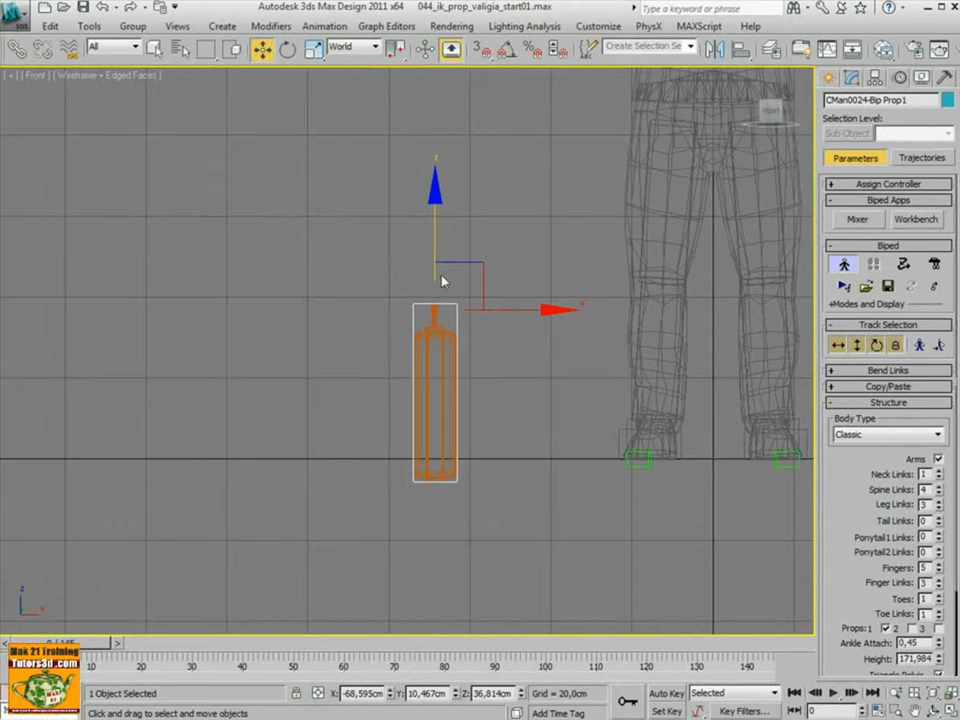 Autodesk 3ds Max Design 2011 x64
044_ik_prop_valigia_start01.max
Type a keyword or phrase
3DS
Edit
Tools
Group
Views
Create
Modifiers
Animation
Graph Editors
Rendering
Lighting Analysis
Customize
PhysX
MAXScript
Help
All
World
Create Selection Se
[ + ] Front ] Wireframe + Edged Faces ]
FRONT
z
x
z
x
CMan0024-Bip Prop1
Selection Level:
Sub-Object
Parameters
Trajectories
+ Assign Controller
- Biped Apps
Mixer
Workbench
- Biped
+Modes and Display
- Track Selection
+ Bend Links
+ Copy/Paste
- Structure
Body Type
Classic
Arms
Neck Links: 1
Spine Links: 4
Leg Links: 3
Tail Links: 0
Ponytail1 Links: 0
Ponytail2 Links: 0
Fingers: 5
Finger Links: 3
Toes: 1
Toe Links: 1
Props:1 2 3
Ankle Attach: 0,45
Height: 171,984
0 / 145
10 20 30 40 50 60 70 80 90 100 110 120 130 140
Mak 21 Training
Tutors3d.com
1 Object Selected
X: -68,595cm
Y: 10,467cm
Z: 36,814cm
Grid = 20,0cm
Auto Key
Selected
Click and drag to select and move objects
Add Time Tag
Set Key
Key Filters...
0